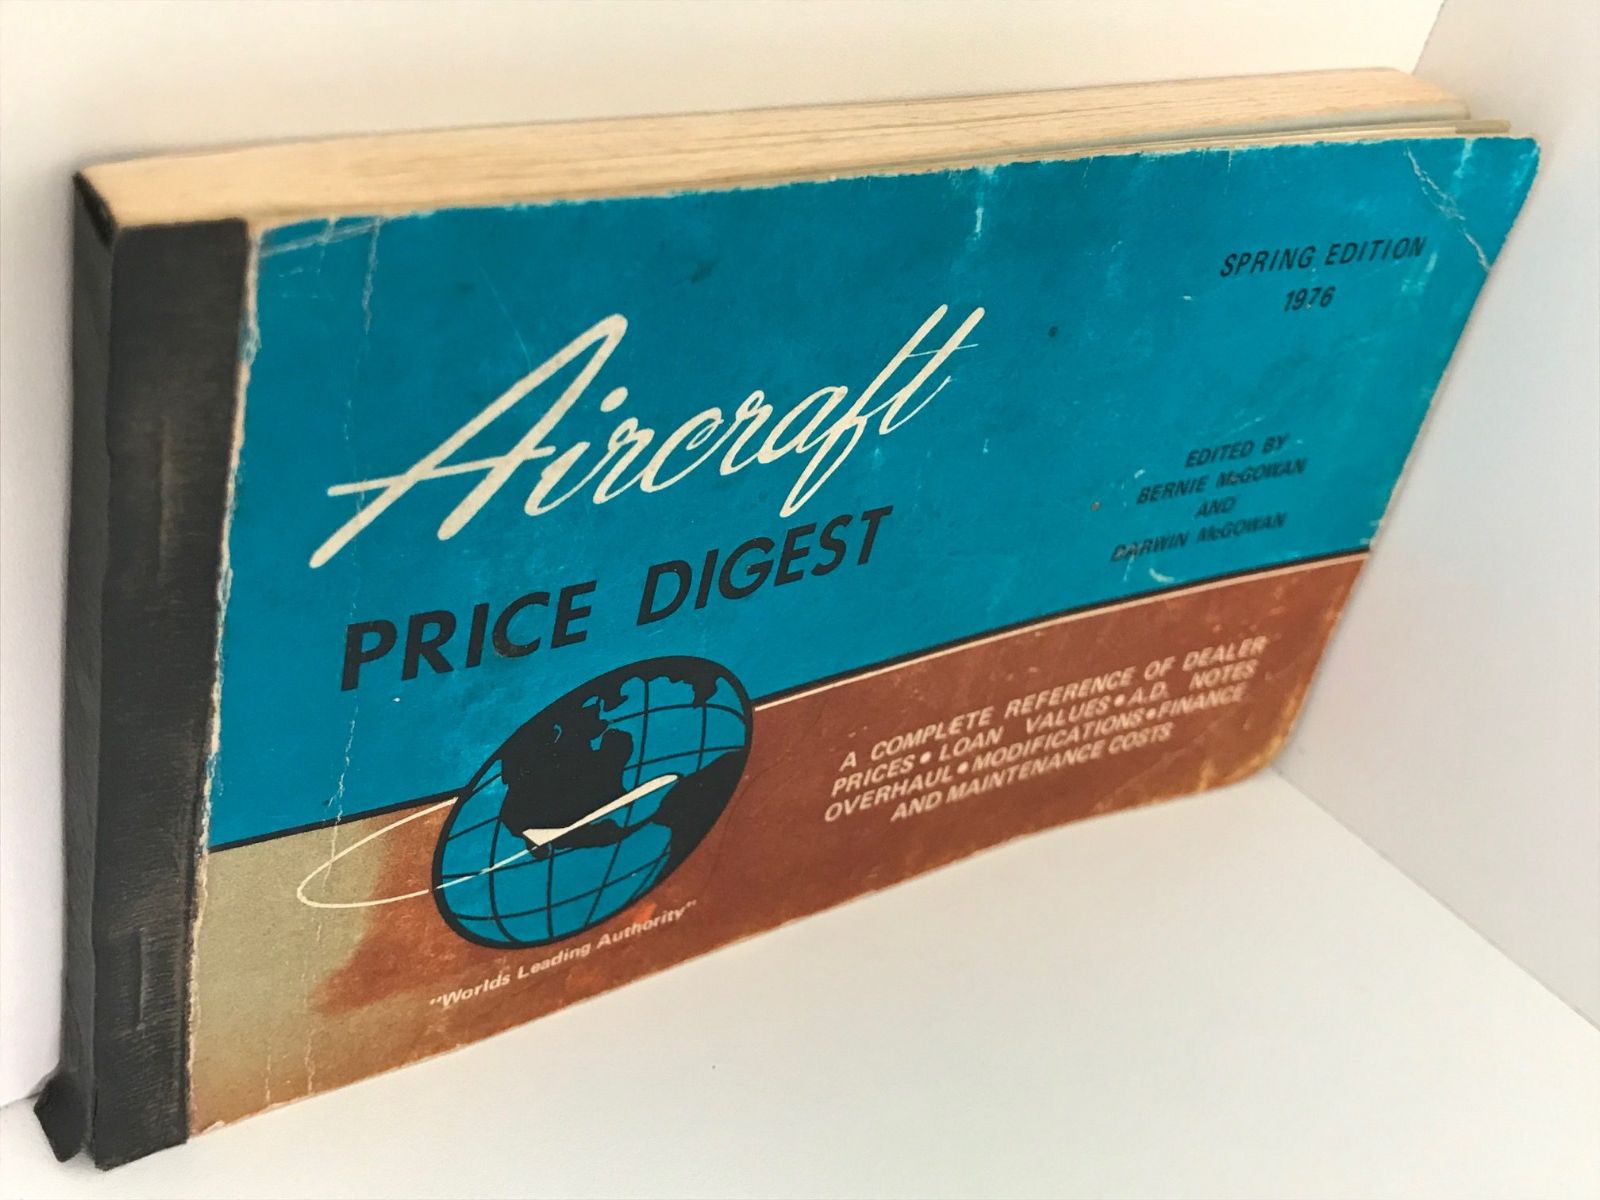 SPRING EDITION
1976
Aircraft
PRICE DIGEST
EDITED BY
BERNIE McGOWAN
AND
DARWIN McGOWAN
A COMPLETE REFERENCE OF DEALER
PRICES • LOAN VALUES • A.D. NOTES
OVERHAUL • MODIFICATIONS • FINANCE
AND MAINTENANCE COSTS
"Worlds Leading Authority"